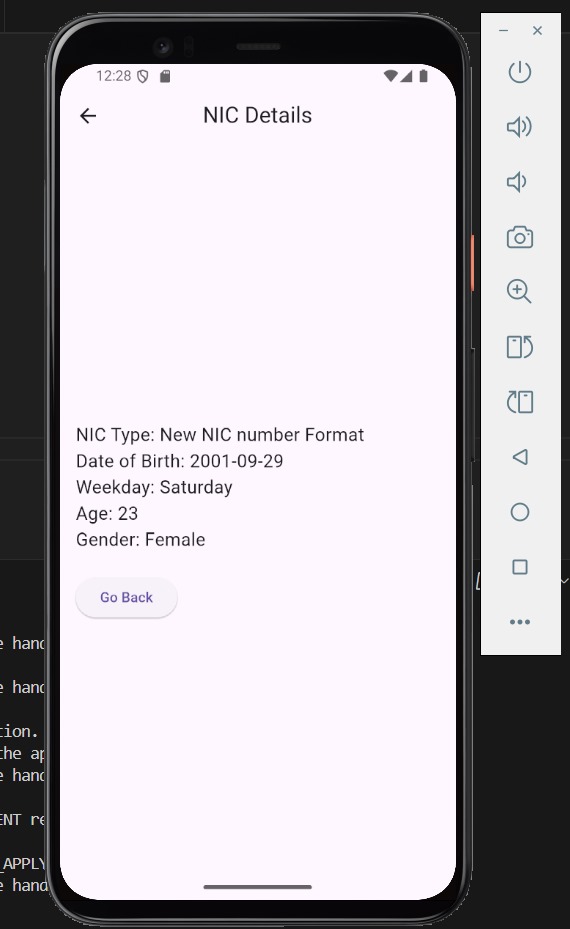 12:28
NIC Details
NIC Type: New NIC number Format
Date of Birth: 2001-09-29
Weekday: Saturday
Age: 23
Gender: Female
Go Back
e hand
e hand
tion.
the ap
e hand
ENT re
_APPLY
e hand